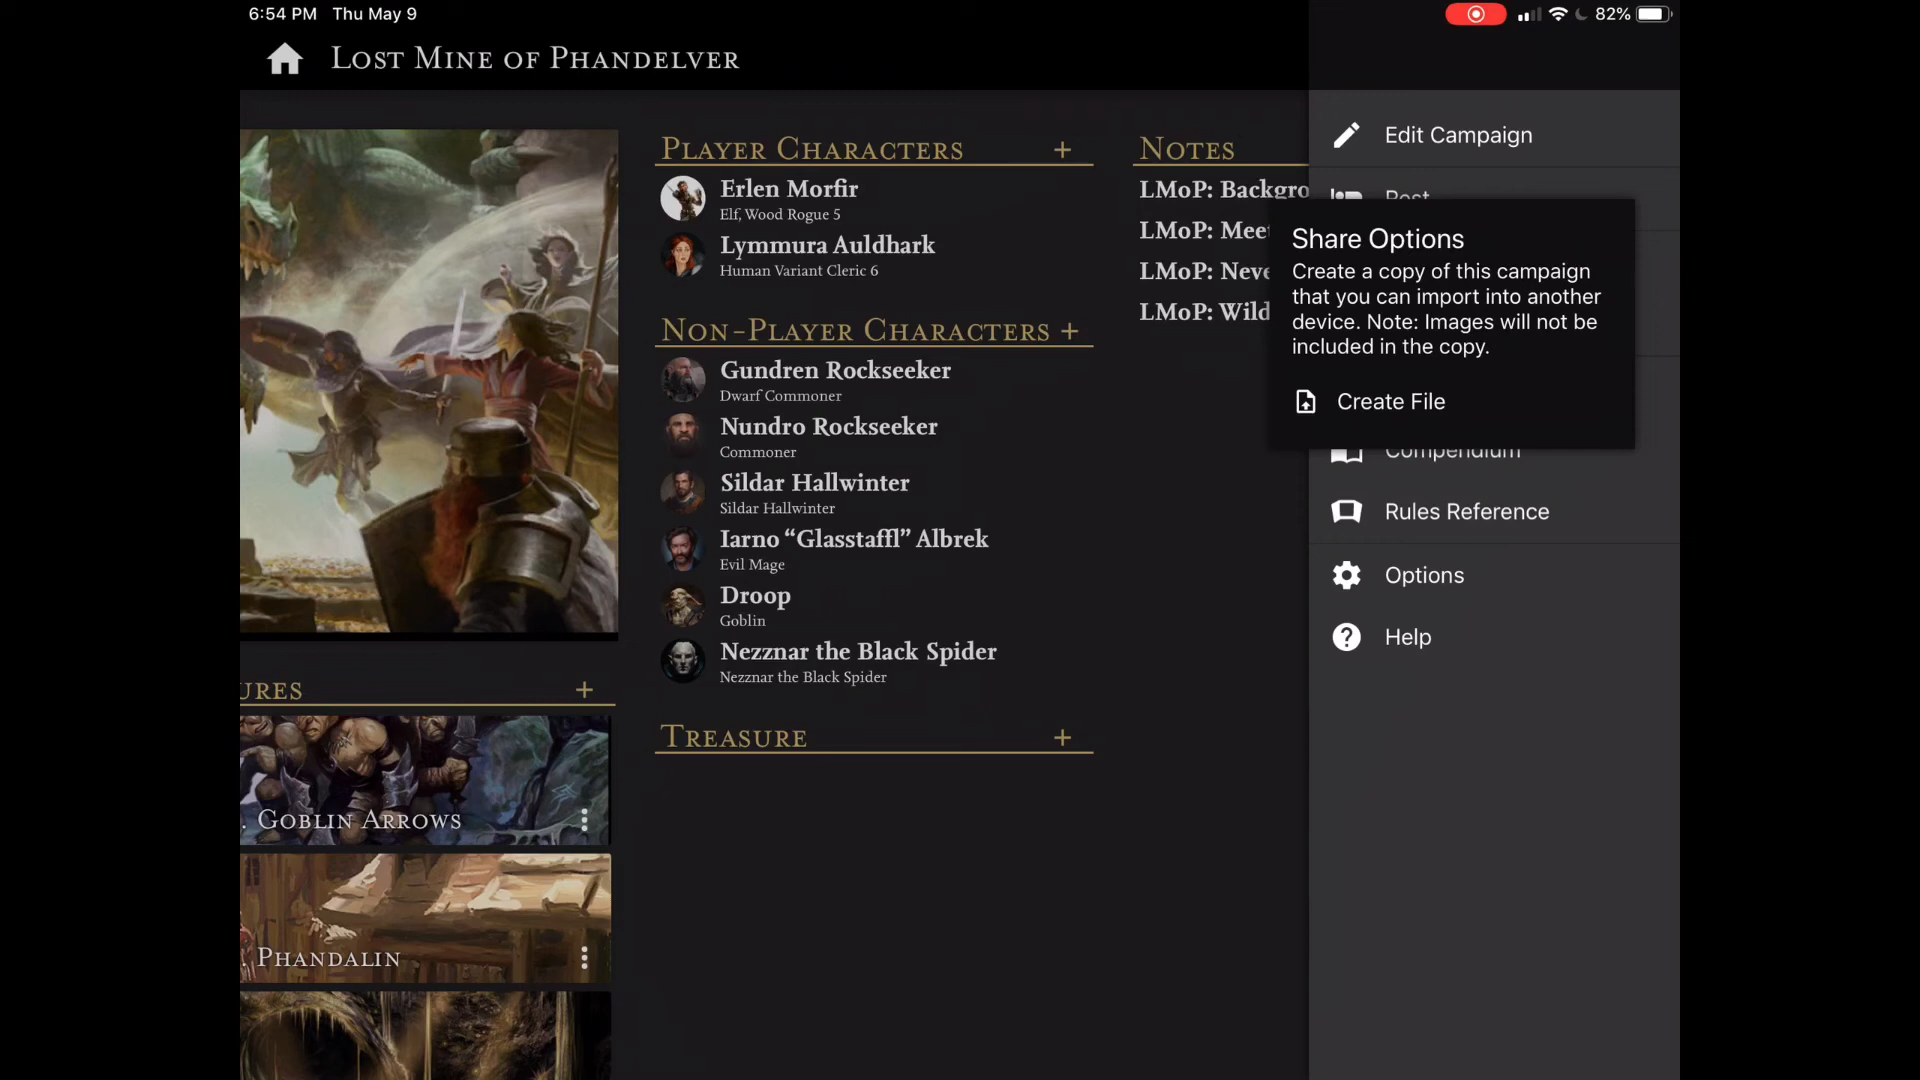 6:54 PM Thu May 9
82%
Lost Mine of Phandelver
URES
. Goblin Arrows
. Phandalin
Player Characters
Erlen Morfir
Elf, Wood Rogue 5
Lymmura Auldhark
Human Variant Cleric 6
Non-Player Characters
Gundren Rockseeker
Dwarf Commoner
Nundro Rockseeker
Commoner
Sildar Hallwinter
Sildar Hallwinter
Iarno “Glasstaffl” Albrek
Evil Mage
Droop
Goblin
Nezznar the Black Spider
Nezznar the Black Spider
Treasure
Notes
LMoP: Backgro
LMoP: Meet
LMoP: Neve
LMoP: Wild
Edit Campaign
Rest
Share Options
Create a copy of this campaign
that you can import into another
device. Note: Images will not be
included in the copy.
Create File
Compendium
Rules Reference
Options
Help